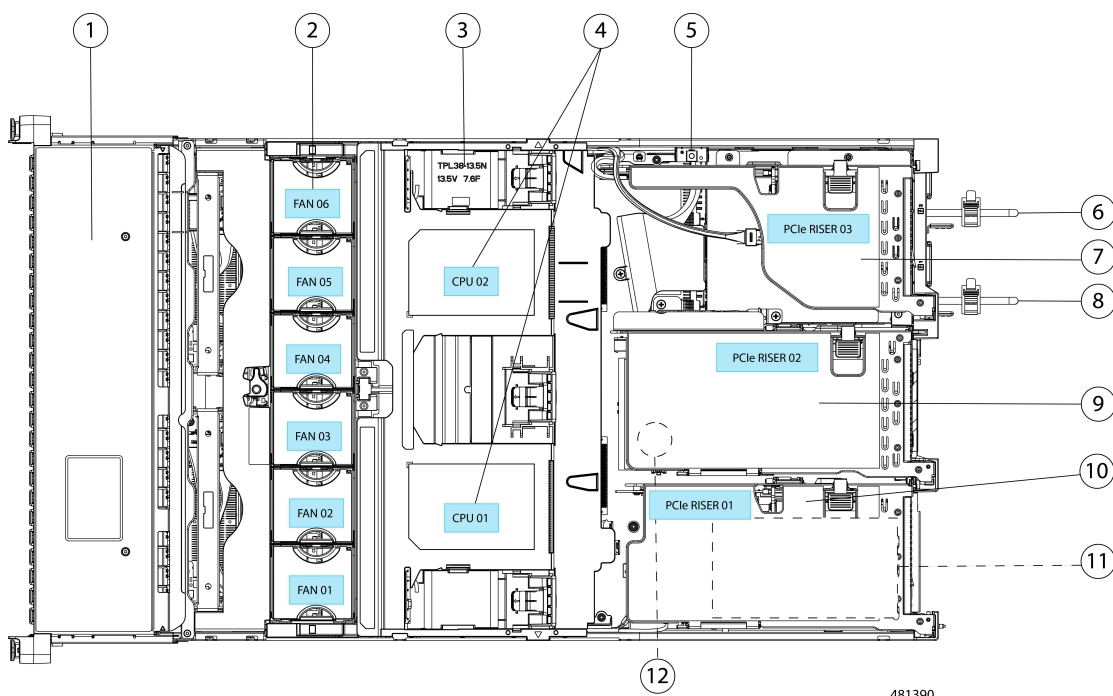 1
2
3
4
5
TPL36-13.5N
13.5V 7.6F
FAN 06
PCIe RISER 03
6
7
FAN 05
CPU 02
8
FAN 04
PCIe RISER 02
9
FAN 03
10
FAN 02
CPU 01
PCIe RISER 01
11
FAN 01
12
481390